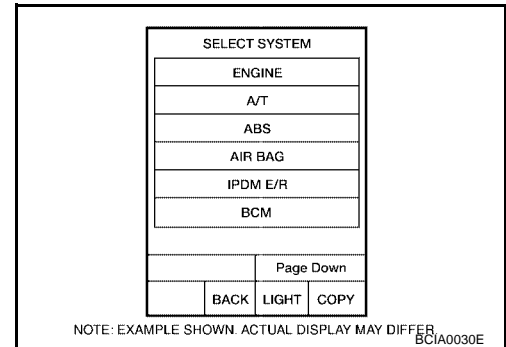 SELECT SYSTEM
ENGINE
A/T
ABS
AIR BAG
IPDM E/R
BCM
Page Down
BACK LIGHT COPY
NOTE: EXAMPLE SHOWN. ACTUAL DISPLAY MAY DIFFER.
BCIA0030E